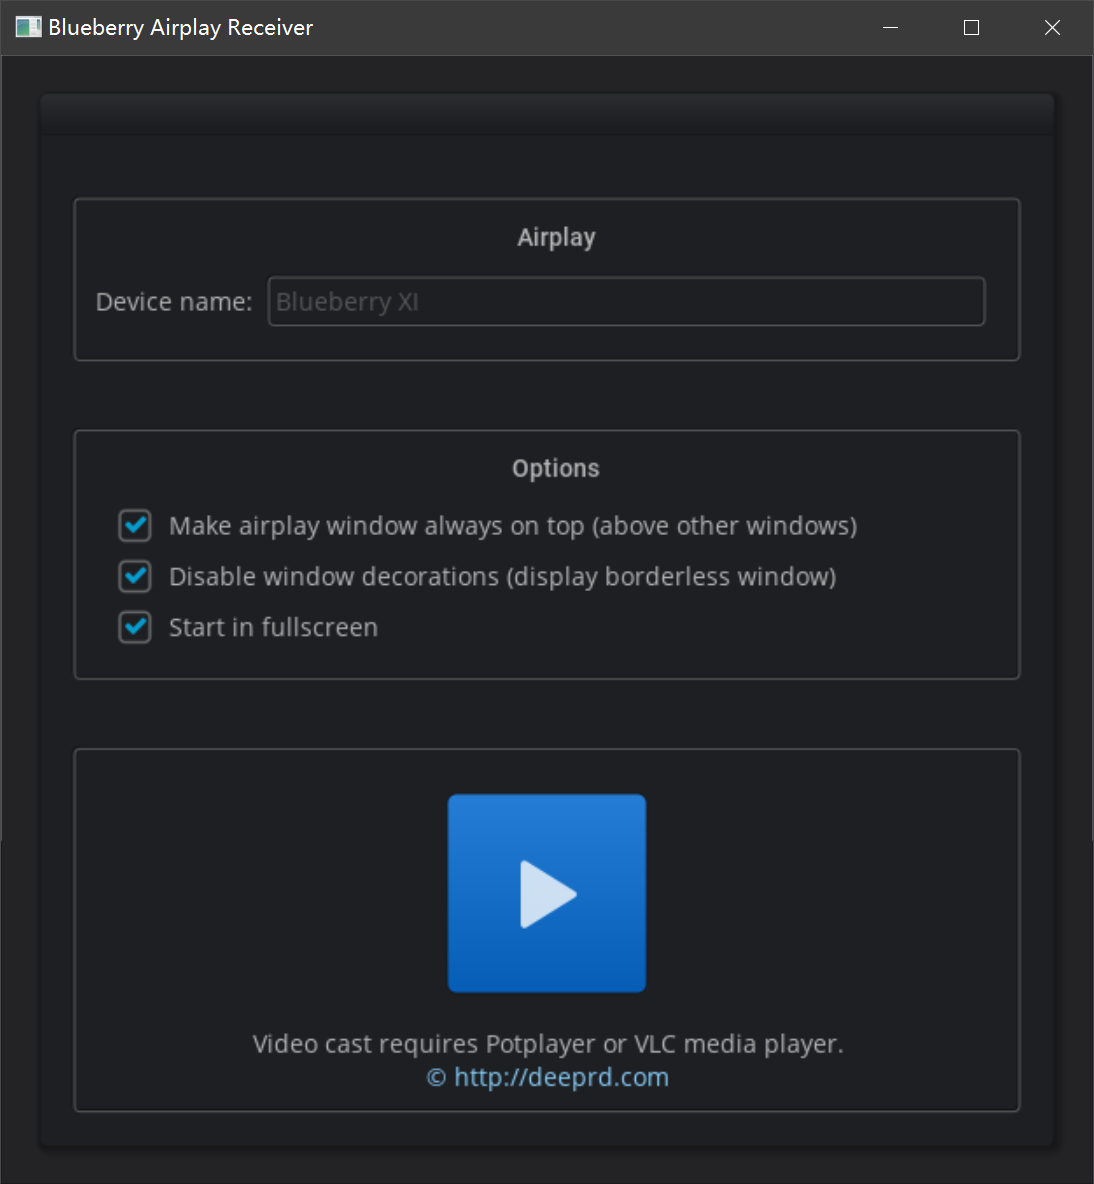 Blueberry Airplay Receiver
Airplay
Device name: Blueberry XI
Options
Make airplay window always on top (above other windows)
Disable window decorations (display borderless window)
Start in fullscreen
Video cast requires Potplayer or VLC media player.
© http://deeprd.com